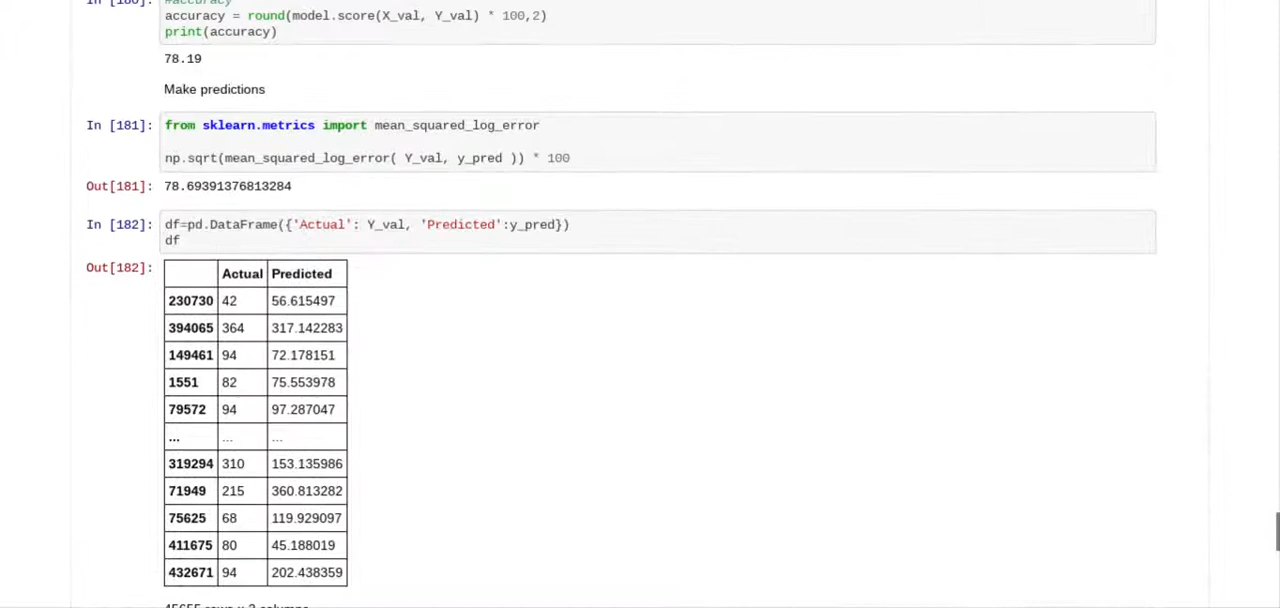 In [180]: #accuracy
accuracy = round(model.score(X_val, Y_val) * 100,2)
print(accuracy)
78.19
Make predictions
In [181]: from sklearn.metrics import mean_squared_log_error
np.sqrt(mean_squared_log_error( Y_val, y_pred )) * 100
Out[181]: 78.69391376813284
In [182]: df=pd.DataFrame({'Actual': Y_val, 'Predicted':y_pred})
df
Out[182]:
Actual Predicted
230730 42 56.615497
394065 364 317.142283
149461 94 72.178151
1551 82 75.553978
79572 94 97.287047
... ... ...
319294 310 153.135986
71949 215 360.813282
75625 68 119.929097
411675 80 45.188019
432671 94 202.438359